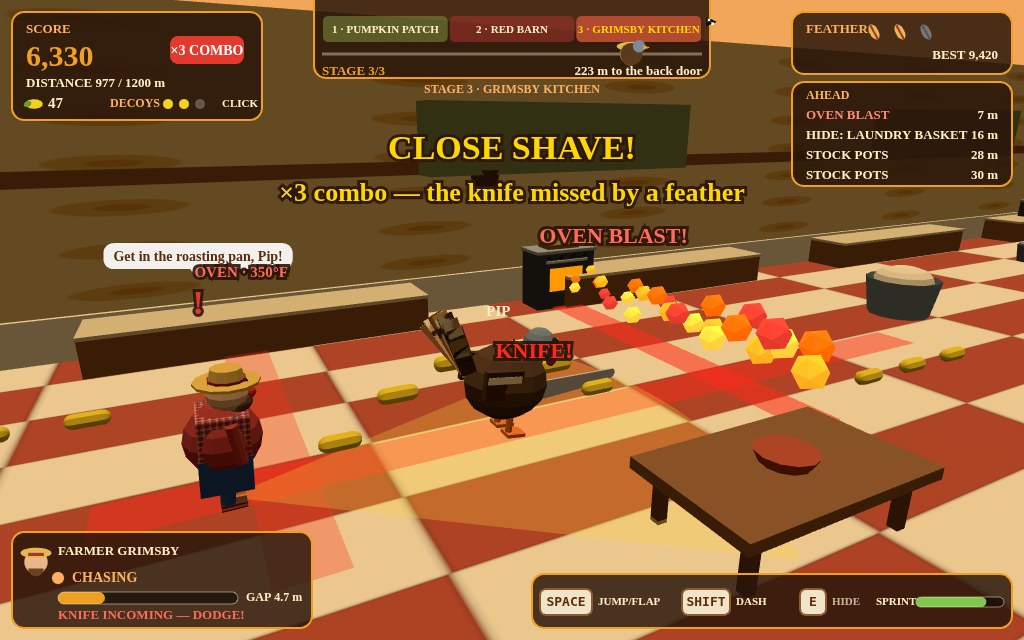 SCORE
6,330
×3 COMBO
DISTANCE 977 / 1200 m
47
DECOYS
CLICK
1 · PUMPKIN PATCH
2 · RED BARN
3 · GRIMSBY KITCHEN
STAGE 3/3
223 m to the back door
STAGE 3 · GRIMSBY KITCHEN
FEATHER
BEST 9,420
AHEAD
OVEN BLAST 7 m
HIDE: LAUNDRY BASKET 16 m
STOCK POTS 28 m
STOCK POTS 30 m
CLOSE SHAVE!
×3 combo — the knife missed by a feather
OVEN BLAST!
Get in the roasting pan, Pip!
OVEN · 350°F
!
PIP
KNIFE!
FARMER GRIMSBY
CHASING
GAP 4.7 m
KNIFE INCOMING — DODGE!
SPACE JUMP/FLAP
SHIFT DASH
E HIDE
SPRINT